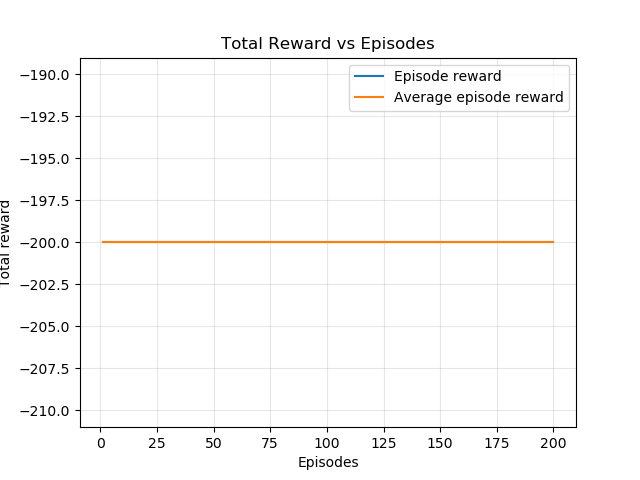 Total Reward vs Episodes
Episode reward
Average episode reward
−190.0
−192.5
−195.0
−197.5
−200.0
−202.5
−205.0
−207.5
−210.0
Total reward
0 25 50 75 100 125 150 175 200
Episodes